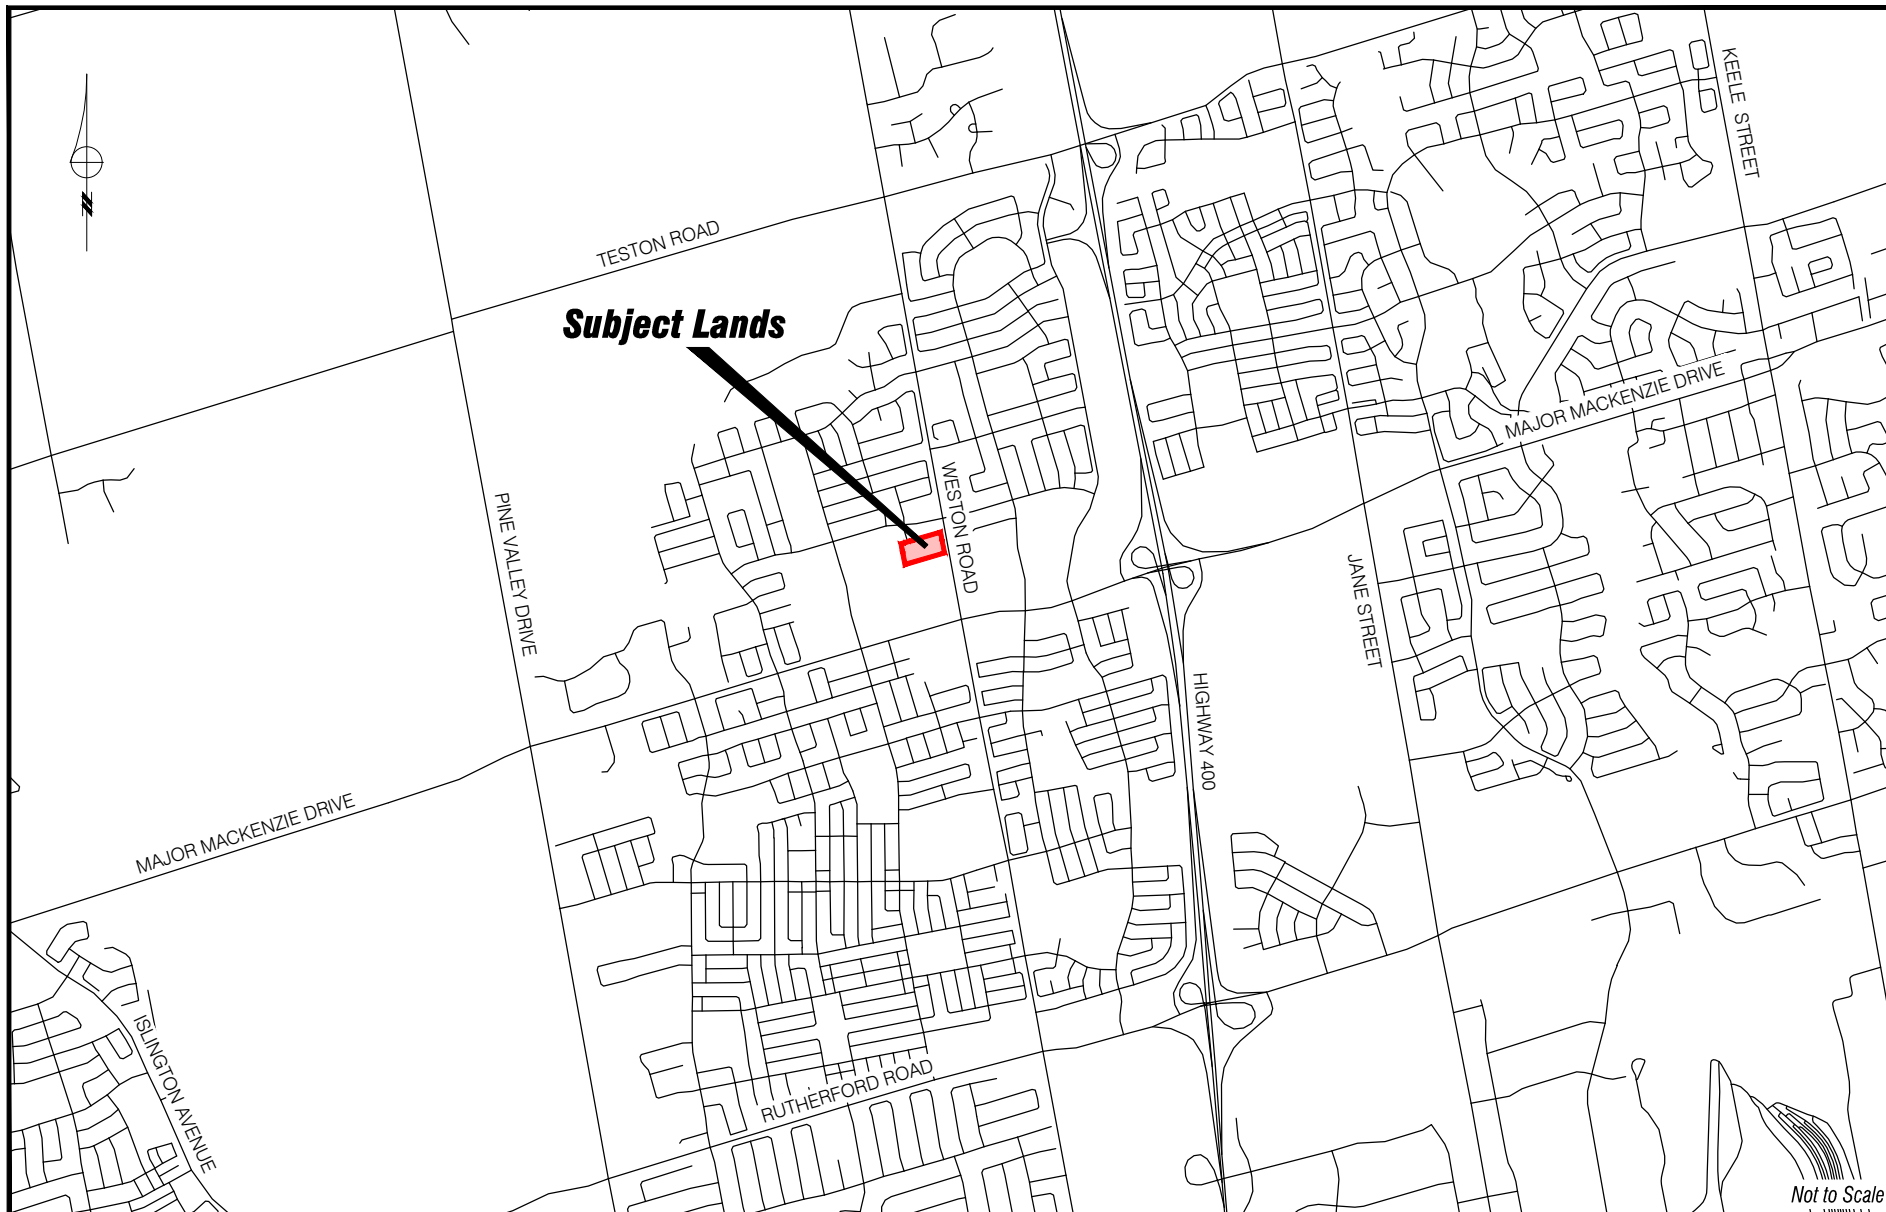 KEELE STREET
TESTON ROAD
Subject Lands
MAJOR MACKENZIE DRIVE
WESTON ROAD
PINE VALLEY DRIVE
JANE STREET
HIGHWAY 400
MAJOR MACKENZIE DRIVE
ISLINGTON AVENUE
RUTHERFORD ROAD
Not to Scale